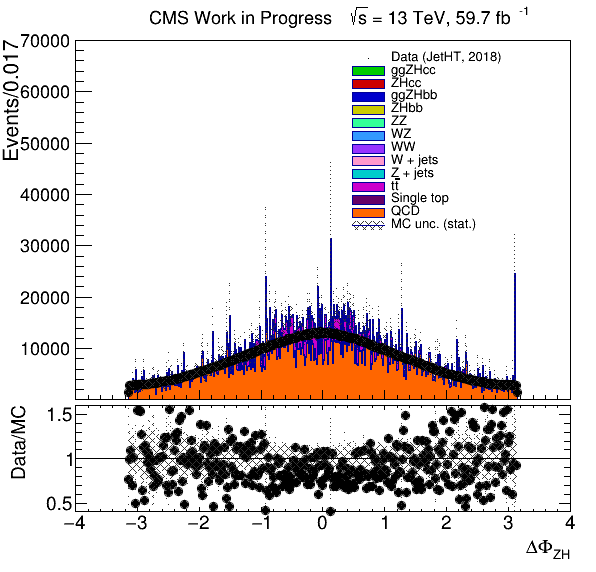 CMS Work in Progress √s = 13 TeV, 59.7 fb⁻¹
Events/0.017
70000
60000
50000
40000
30000
20000
10000
Data (JetHT, 2018)
ggZHcc
ZHcc
ggZHbb
ZHbb
ZZ
WZ
WW
W + jets
Z + jets
tt̄
Single top
QCD
MC unc. (stat.)
Data/MC
1.5
1
0.5
−4 −3 −2 −1 0 1 2 3 4
ΔΦ_ZH